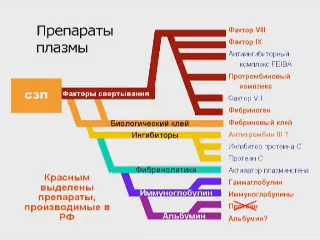 Препараты
плазмы
сзп
Факторы свертывания
Биологический клей
Ингибиторы
Фибринолитики
Иммуноглобулин
Альбумин
Фактор VIII
Фактор IX
Антиингибиторный
комплекс FEIBA
Протромбиновый
комплекс
Фактор VII
Фибриноген
Фибриновый клей
Антитромбин III ?
Ингибитор протеина С
Протеин С
Активатор плазминогена
Гаммаглобулин
Иммуноглобулины
Альбумин?
Красным
выделены
препараты,
производимые в
РФ